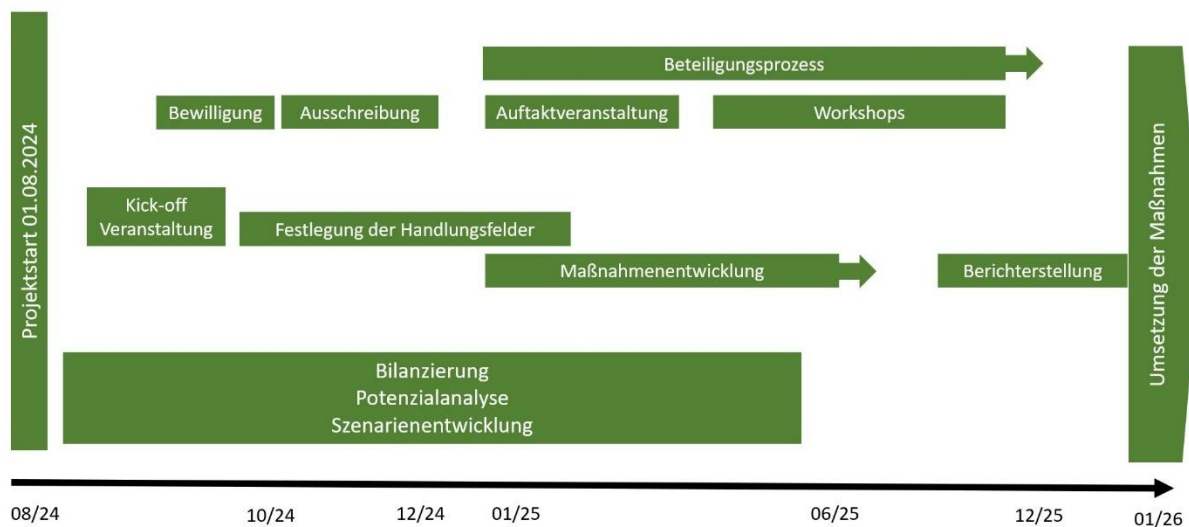 Projektstart 01.08.2024
Beteiligungsprozess
Bewilligung
Ausschreibung
Auftaktveranstaltung
Workshops
Kick-off
Veranstaltung
Festlegung der Handlungsfelder
Maßnahmenentwicklung
Berichterstellung
Bilanzierung
Potenzialanalyse
Szenarienentwicklung
Umsetzung der Maßnahmen
08/24
10/24
12/24
01/25
06/25
12/25
01/26